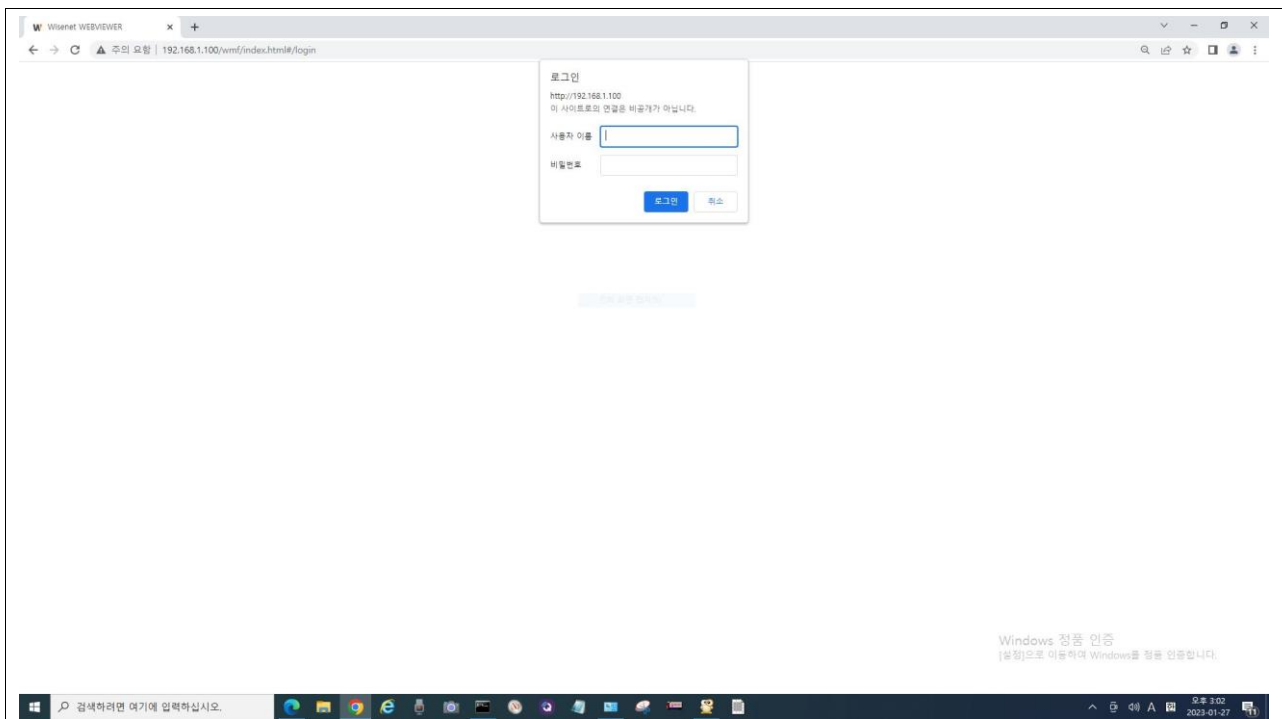 Wisenet WEBVIEWER
주의 요함 | 192.168.1.100/wmf/index.html#/login
로그인
http://192.168.1.100
이 사이트로의 연결은 비공개가 아닙니다.
사용자 이름
비밀번호
로그인 취소
Windows 정품 인증
[설정]으로 이동하여 Windows를 정품 인증합니다.
검색하려면 여기에 입력하십시오.
A
오후 3:02
2023-01-27